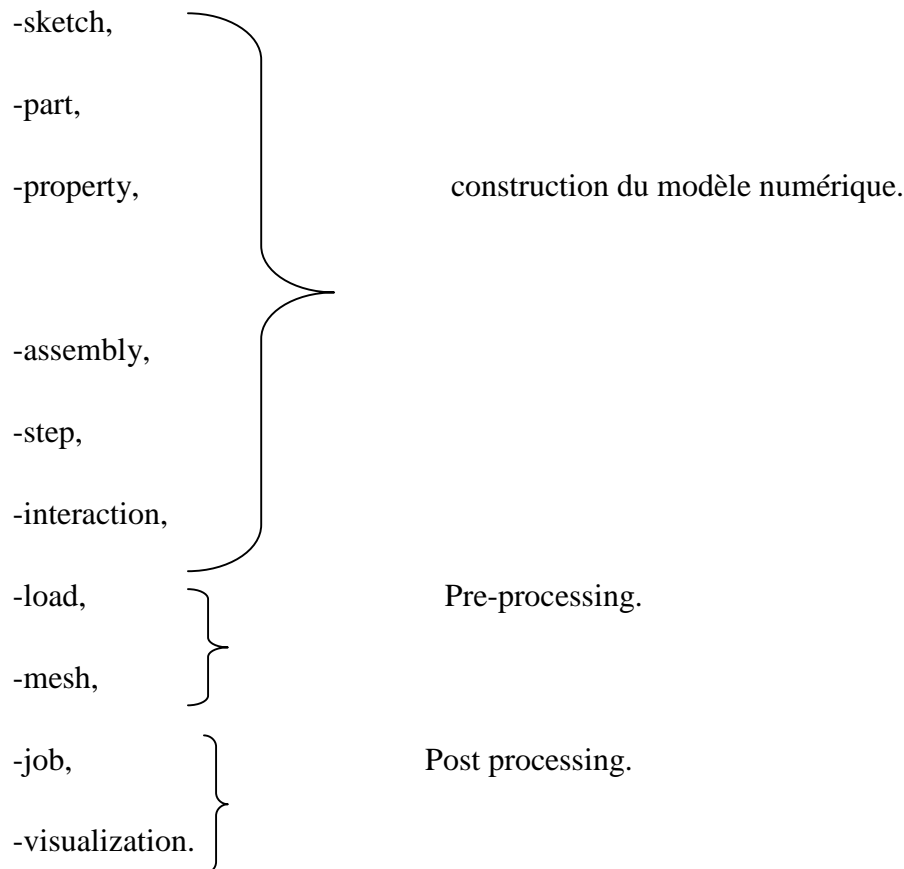 -sketch,
-part,
-property, construction du modèle numérique.
-assembly,
-step,
-interaction,
-load, Pre-processing.
-mesh,
-job, Post processing.
-visualization.